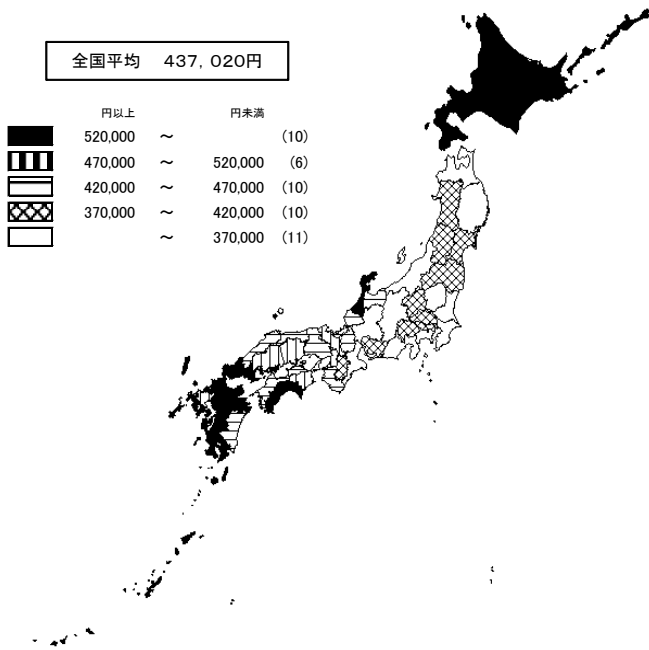 全国平均　４３７，０２０円
円以上　円未満
520,000　～　（10）
470,000　～　520,000　（6）
420,000　～　470,000　（10）
370,000　～　420,000　（10）
～　370,000　（11）